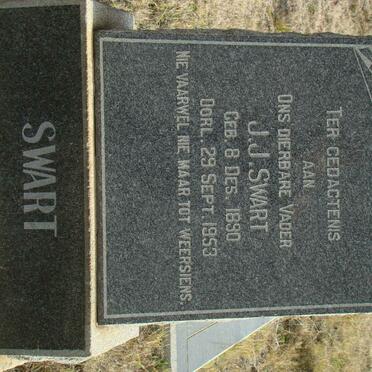 TER GEDAGTENIS
AAN
ONS DIERBARE VADER
J.J. SWART
GEB. 8 DES. 1890
OORL. 29 SEPT. 1953
NIE VAARWEL NIE, MAAR TOT WEERSIENS.
SWART